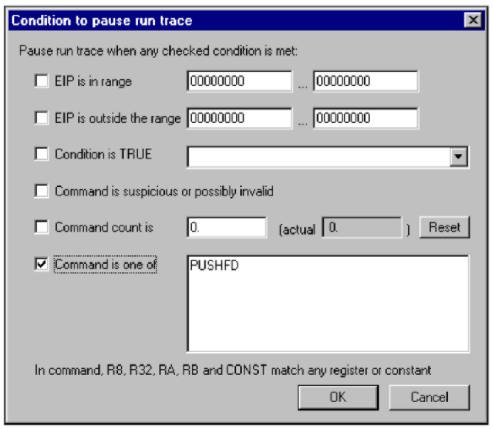 Condition to pause run trace
Pause run trace when any checked condition is met:
EIP is in range 00000000 ... 00000000
EIP is outside the range 00000000 ... 00000000
Condition is TRUE
Command is suspicious or possibly invalid
Command count is 0. (actual 0. ) Reset
Command is one of PUSHFD
In command, R8, R32, RA, RB and CONST match any register or constant
OK Cancel